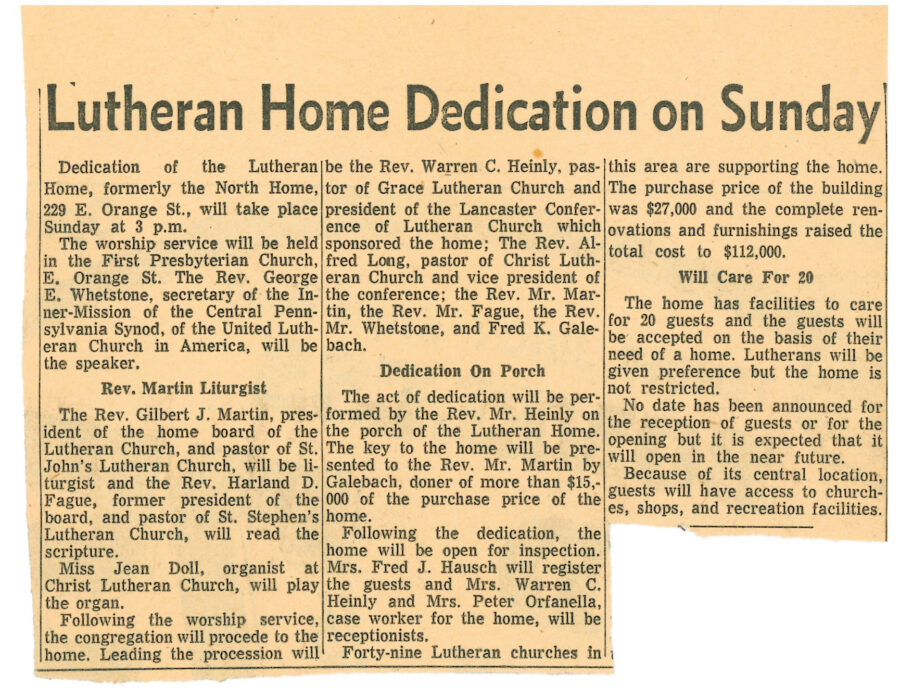 Lutheran Home Dedication on Sunday
Dedication of the Lutheran
Home, formerly the North Home,
229 E. Orange St., will take place
Sunday at 3 p.m.
The worship service will be held
in the First Presbyterian Church,
E. Orange St. The Rev. George
E. Whetstone, secretary of the In-
ner-Mission of the Central Penn-
sylvania Synod, of the United Luth-
eran Church in America, will be
the speaker.
Rev. Martin Liturgist
The Rev. Gilbert J. Martin, pres-
ident of the home board of the
Lutheran Church, and pastor of St.
John's Lutheran Church, will be li-
turgist and the Rev. Harland D.
Fague, former president of the
board, and pastor of St. Stephen's
Lutheran Church, will read the
scripture.
Miss Jean Doll, organist at
Christ Lutheran Church, will play
the organ.
Following the worship service,
the congregation will procede to the
home. Leading the procession will
be the Rev. Warren C. Heinly, pas-
tor of Grace Lutheran Church and
president of the Lancaster Confer-
ence of Lutheran Church which
sponsored the home; The Rev. Al-
fred Long, pastor of Christ Luth-
eran Church and vice president of
the conference; the Rev. Mr. Mar-
tin, the Rev. Mr. Fague, the Rev.
Mr. Whetstone, and Fred K. Gale-
bach.
Dedication On Porch
The act of dedication will be per-
formed by the Rev. Mr. Heinly on
the porch of the Lutheran Home.
The key to the home will be pre-
sented to the Rev. Mr. Martin by
Galebach, doner of more than $15,-
000 of the purchase price of the
home.
Following the dedication, the
home will be open for inspection.
Mrs. Fred J. Hausch will register
the guests and Mrs. Warren C.
Heinly and Mrs. Peter Orfanella,
case worker for the home, will be
receptionists.
Forty-nine Lutheran churches in
this area are supporting the home.
The purchase price of the building
was $27,000 and the complete ren-
ovations and furnishings raised the
total cost to $112,000.
Will Care For 20
The home has facilities to care
for 20 guests and the guests will
be accepted on the basis of their
need of a home. Lutherans will be
given preference but the home is
not restricted.
No date has been announced for
the reception of guests or for the
opening but it is expected that it
will open in the near future.
Because of its central location,
guests will have access to church-
es, shops, and recreation facilities.